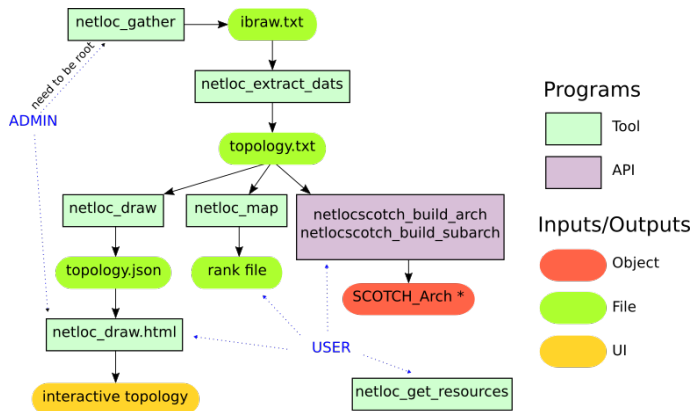 netloc_gather
ibraw.txt
need to be root
netloc_extract_dats
ADMIN
topology.txt
netloc_draw
netloc_map
netlocscotch_build_arch
netlocscotch_build_subarch
topology.json
rank file
SCOTCH_Arch *
netloc_draw.html
USER
interactive topology
netloc_get_resources
Programs
Tool
API
Inputs/Outputs
Object
File
UI